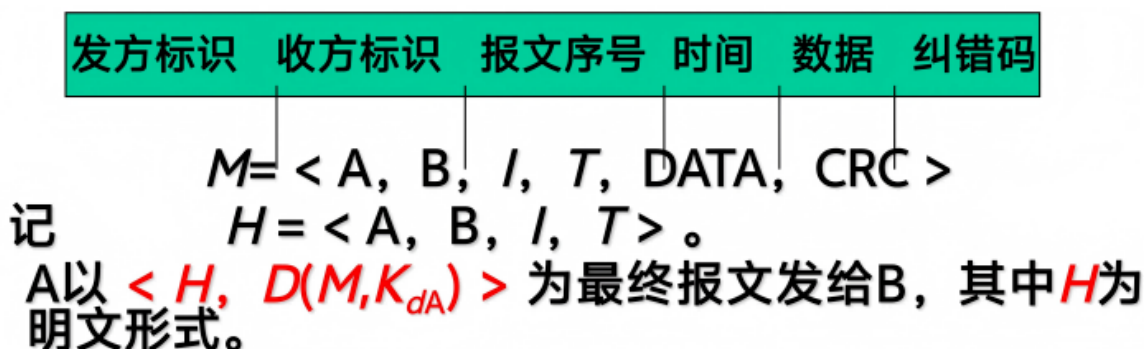 发方标识 收方标识 报文序号 时间 数据 纠错码
M= < A，B，I，T，DATA，CRC >
记 H = < A，B，I，T > 。
A以 < H，D(M,KdA) > 为最终报文发给B，其中H为
明文形式。